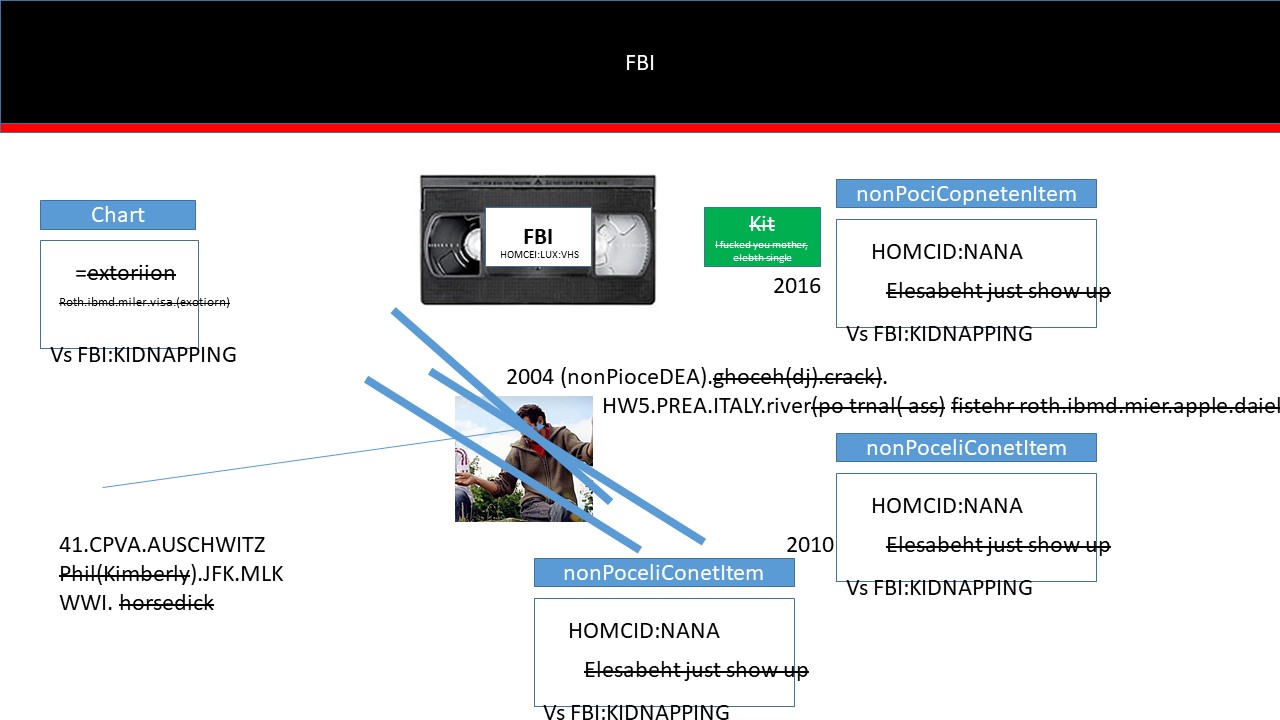 FBI
Chart
=extoriion
Roth.ibmd.miler.visa.(exotiorn)
Vs FBI:KIDNAPPING
FBI
HOMCEI:LUX:VHS
Kit
I fucked you mother,
elebth single
2016
nonPociCopnetenItem
HOMCID:NANA
Elesabeht just show up
Vs FBI:KIDNAPPING
2004 (nonPioceDEA).ghoceh(dj).crack).
HW5.PREA.ITALY.river(po trnal( ass) fistehr roth.ibmd.mier.apple.daiel
nonPoceliConetItem
HOMCID:NANA
Elesabeht just show up
Vs FBI:KIDNAPPING
2010
41.CPVA.AUSCHWITZ
Phil(Kimberly).JFK.MLK
WWI. horsedick
nonPoceliConetItem
HOMCID:NANA
Elesabeht just show up
Vs FBI:KIDNAPPING